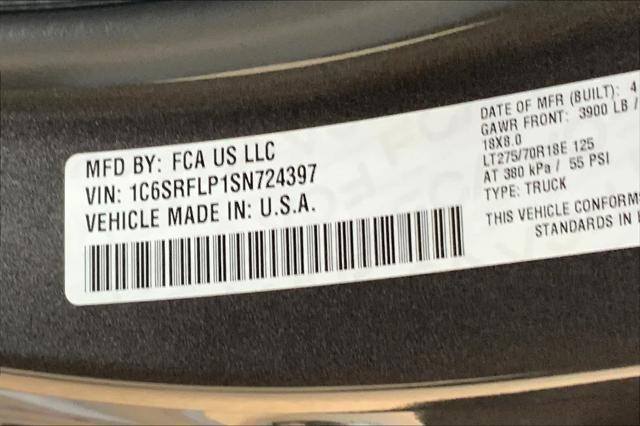 MFD BY: FCA US LLC
VIN: 1C6SRFLP1SN724397
VEHICLE MADE IN: U.S.A.
DATE OF MFR (BUILT): 4
GAWR FRONT: 3900 LB /
18X8.0
LT275/70R18E 125
AT 380 kPa / 55 PSI
TYPE: TRUCK
THIS VEHICLE CONFORM
STANDARDS IN